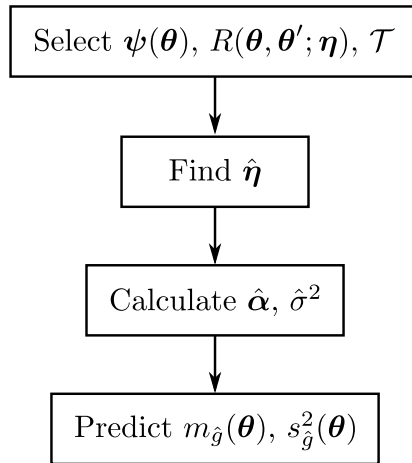 Select 𝝍(𝜽), R(𝜽, 𝜽′; 𝜼), 𝒯
Find 𝜼̂
Calculate 𝜶̂, σ̂²
Predict m_ĝ(𝜽), s²_ĝ(𝜽)